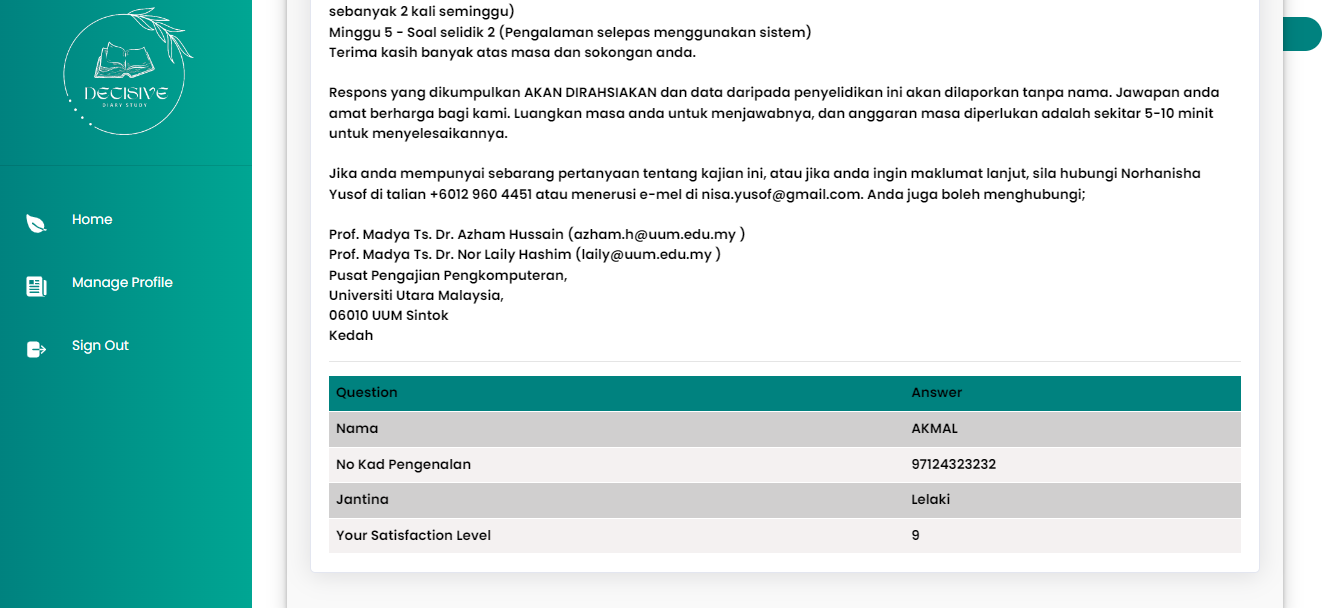 DECISIVE
DIARY STUDY
Home
Manage Profile
Sign Out
sebanyak 2 kali seminggu)
Minggu 5 - Soal selidik 2 (Pengalaman selepas menggunakan sistem)
Terima kasih banyak atas masa dan sokongan anda.
Respons yang dikumpulkan AKAN DIRAHSIAKAN dan data daripada penyelidikan ini akan dilaporkan tanpa nama. Jawapan anda
amat berharga bagi kami. Luangkan masa anda untuk menjawabnya, dan anggaran masa diperlukan adalah sekitar 5-10 minit
untuk menyelesaikannya.
Jika anda mempunyai sebarang pertanyaan tentang kajian ini, atau jika anda ingin maklumat lanjut, sila hubungi Norhanisha
Yusof di talian +6012 960 4451 atau menerusi e-mel di nisa.yusof@gmail.com. Anda juga boleh menghubungi;
Prof. Madya Ts. Dr. Azham Hussain (azham.h@uum.edu.my )
Prof. Madya Ts. Dr. Nor Laily Hashim (laily@uum.edu.my )
Pusat Pengajian Pengkomputeran,
Universiti Utara Malaysia,
06010 UUM Sintok
Kedah
Question Answer
Nama AKMAL
No Kad Pengenalan 97124323232
Jantina Lelaki
Your Satisfaction Level 9